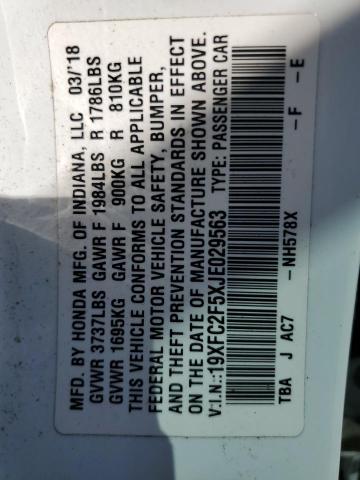 MFD. BY HONDA MFG. OF INDIANA, LLC 03/'18
GVWR 3737LBS GAWR F 1984LBS R 1786LBS
GVWR 1695KG GAWR F 900KG R 810KG
THIS VEHICLE CONFORMS TO ALL APPLICABLE
FEDERAL MOTOR VEHICLE SAFETY, BUMPER,
AND THEFT PREVENTION STANDARDS IN EFFECT
ON THE DATE OF MANUFACTURE SHOWN ABOVE.
V.I.N.:19XFC2F5XJE029563 TYPE: PASSENGER CAR
TBA J AC7 -NH578X -F -E